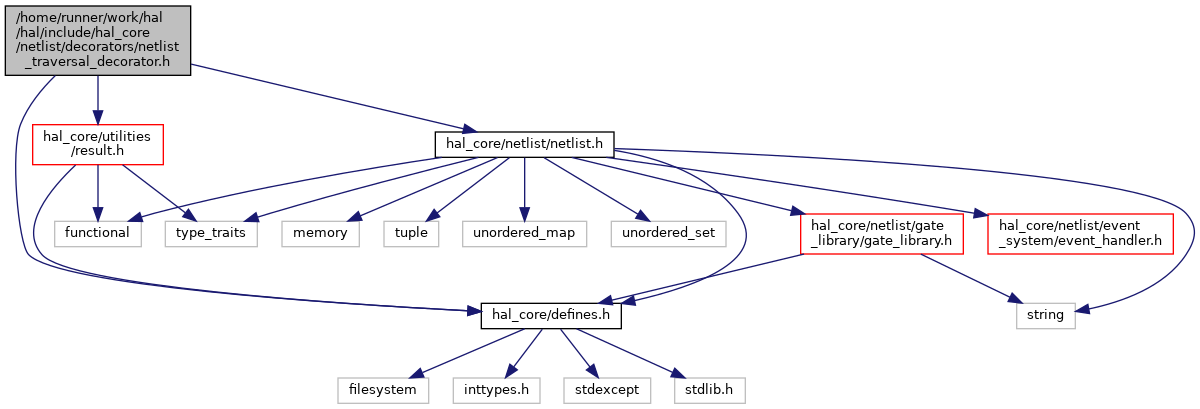 /home/runner/work/hal
/hal/include/hal_core
/netlist/decorators/netlist
_traversal_decorator.h
hal_core/utilities
/result.h
hal_core/netlist/netlist.h
functional
type_traits
memory
tuple
unordered_map
unordered_set
hal_core/netlist/gate
_library/gate_library.h
hal_core/netlist/event
_system/event_handler.h
hal_core/defines.h
string
filesystem
inttypes.h
stdexcept
stdlib.h